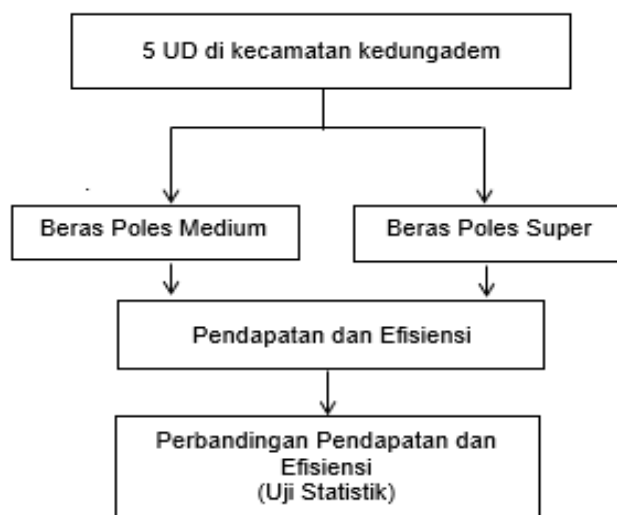 5 UD di kecamatan kedungadem
Beras Poles Medium
Beras Poles Super
Pendapatan dan Efisiensi
Perbandingan Pendapatan dan
Efisiensi
(Uji Statistik)